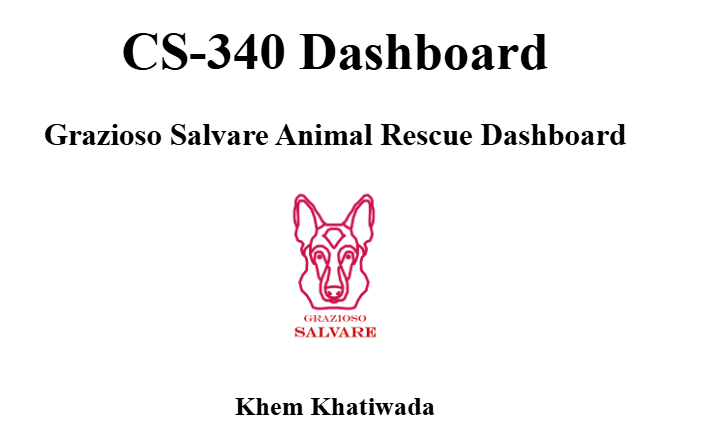 CS-340 Dashboard
Grazioso Salvare Animal Rescue Dashboard
GRAZIOSO
SALVARE
Khem Khatiwada